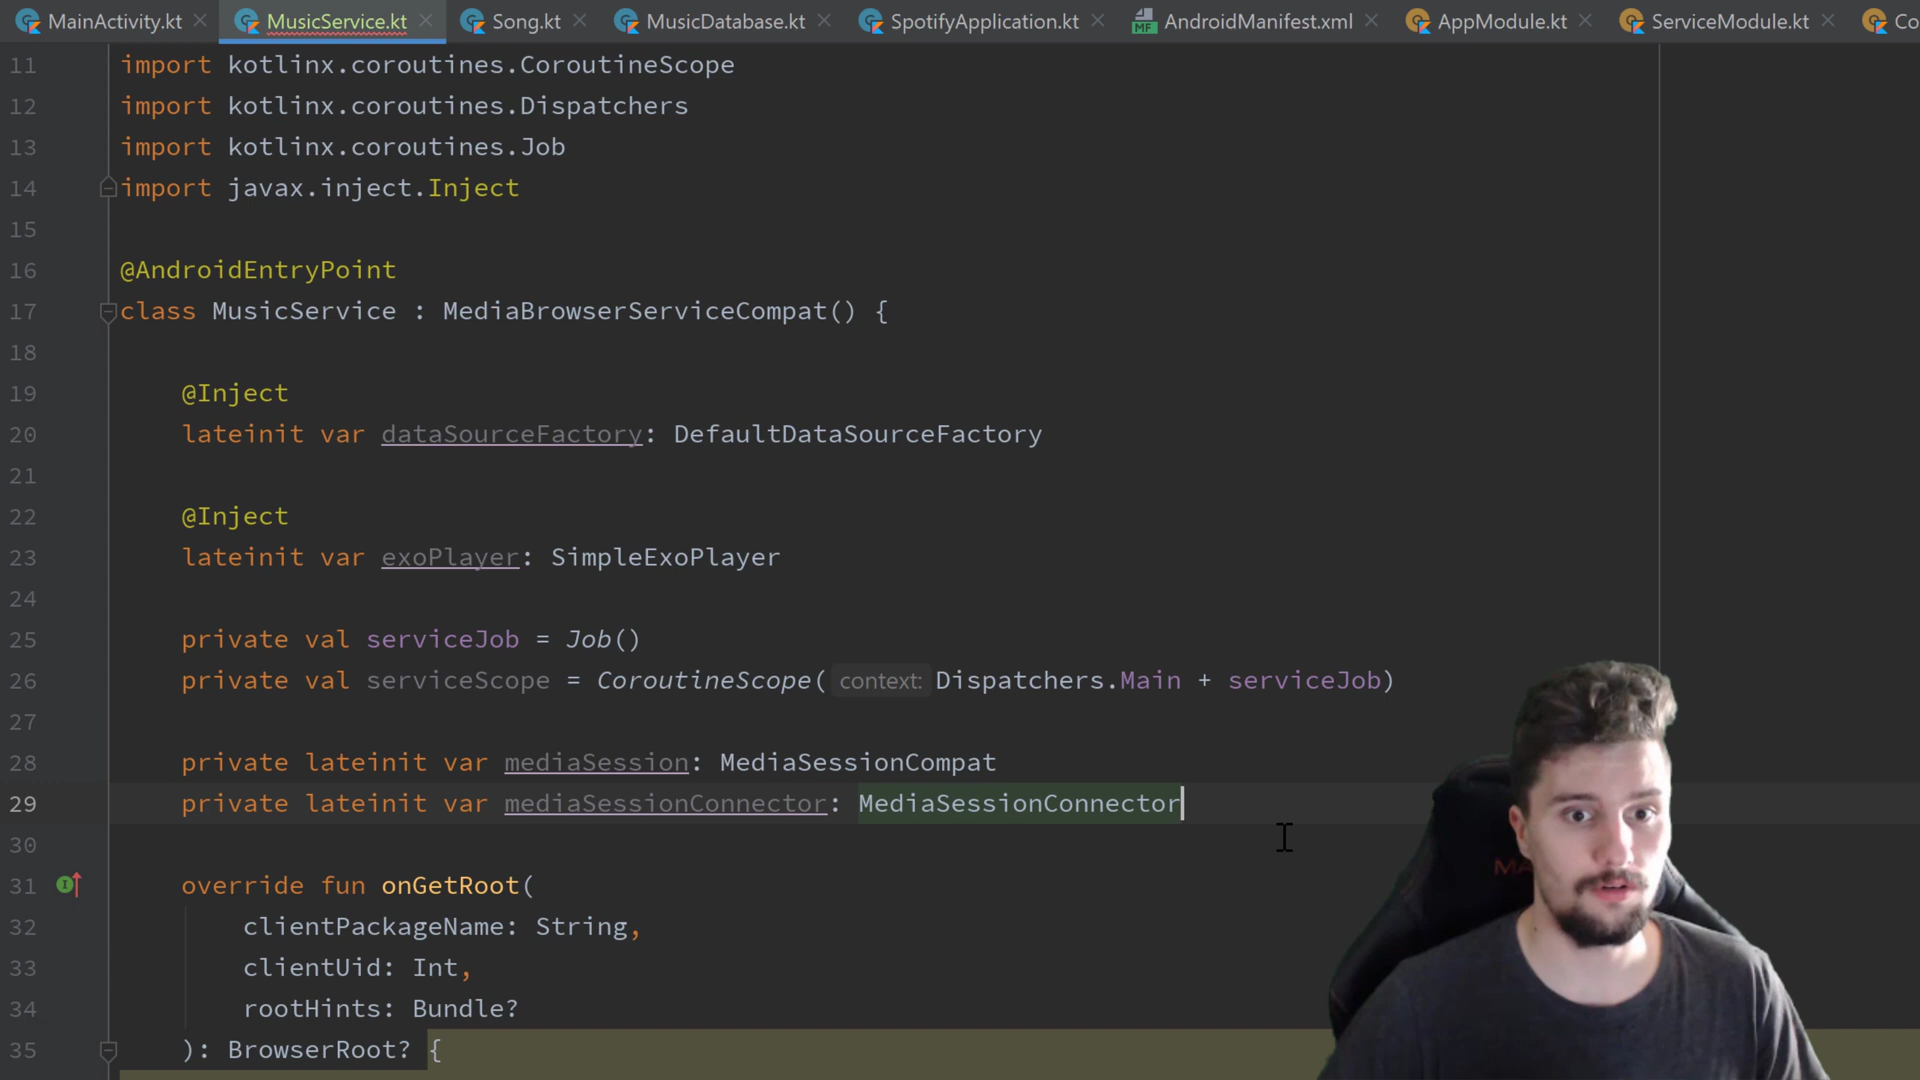 MainActivity.kt MusicService.kt Song.kt MusicDatabase.kt SpotifyApplication.kt MF AndroidManifest.xml AppModule.kt ServiceModule.kt Co
11 import kotlinx.coroutines.CoroutineScope
12 import kotlinx.coroutines.Dispatchers
13 import kotlinx.coroutines.Job
14 import javax.inject.Inject
15
16 @AndroidEntryPoint
17 class MusicService : MediaBrowserServiceCompat() {
18
19 @Inject
20 lateinit var dataSourceFactory: DefaultDataSourceFactory
21
22 @Inject
23 lateinit var exoPlayer: SimpleExoPlayer
24
25 private val serviceJob = Job()
26 private val serviceScope = CoroutineScope( context: Dispatchers.Main + serviceJob)
27
28 private lateinit var mediaSession: MediaSessionCompat
29 private lateinit var mediaSessionConnector: MediaSessionConnector
30
31 override fun onGetRoot(
32 clientPackageName: String,
33 clientUid: Int,
34 rootHints: Bundle?
35 ): BrowserRoot? {